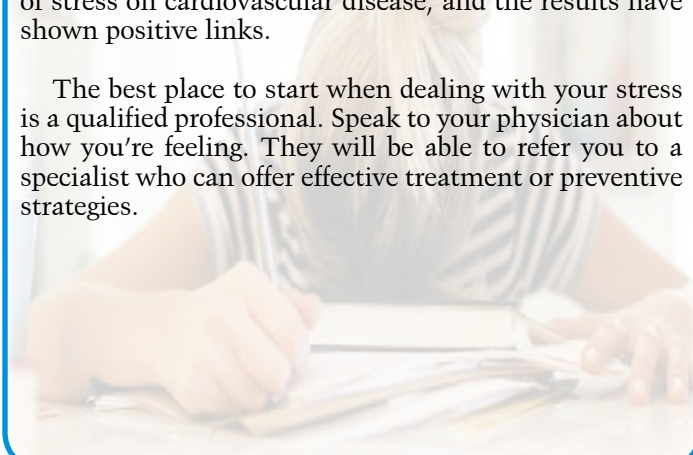 of stress on cardiovascular disease, and the results have
shown positive links.
The best place to start when dealing with your stress
is a qualified professional. Speak to your physician about
how you're feeling. They will be able to refer you to a
specialist who can offer effective treatment or preventive
strategies.